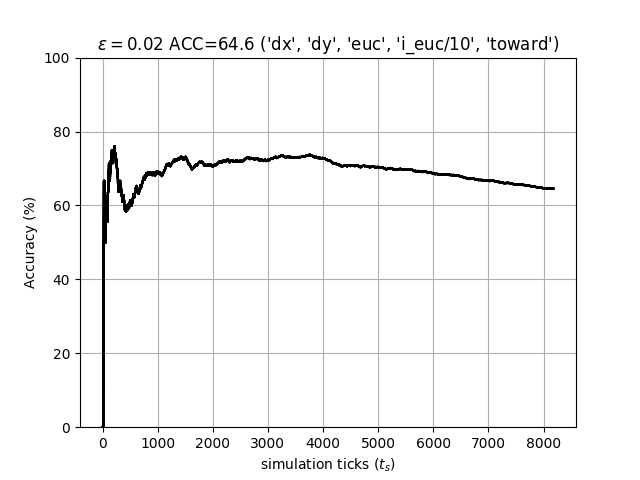 ε = 0.02 ACC=64.6 ('dx', 'dy', 'euc', 'i_euc/10', 'toward')
100
80
60
40
20
0
Accuracy (%)
0 1000 2000 3000 4000 5000 6000 7000 8000
simulation ticks (tₛ)